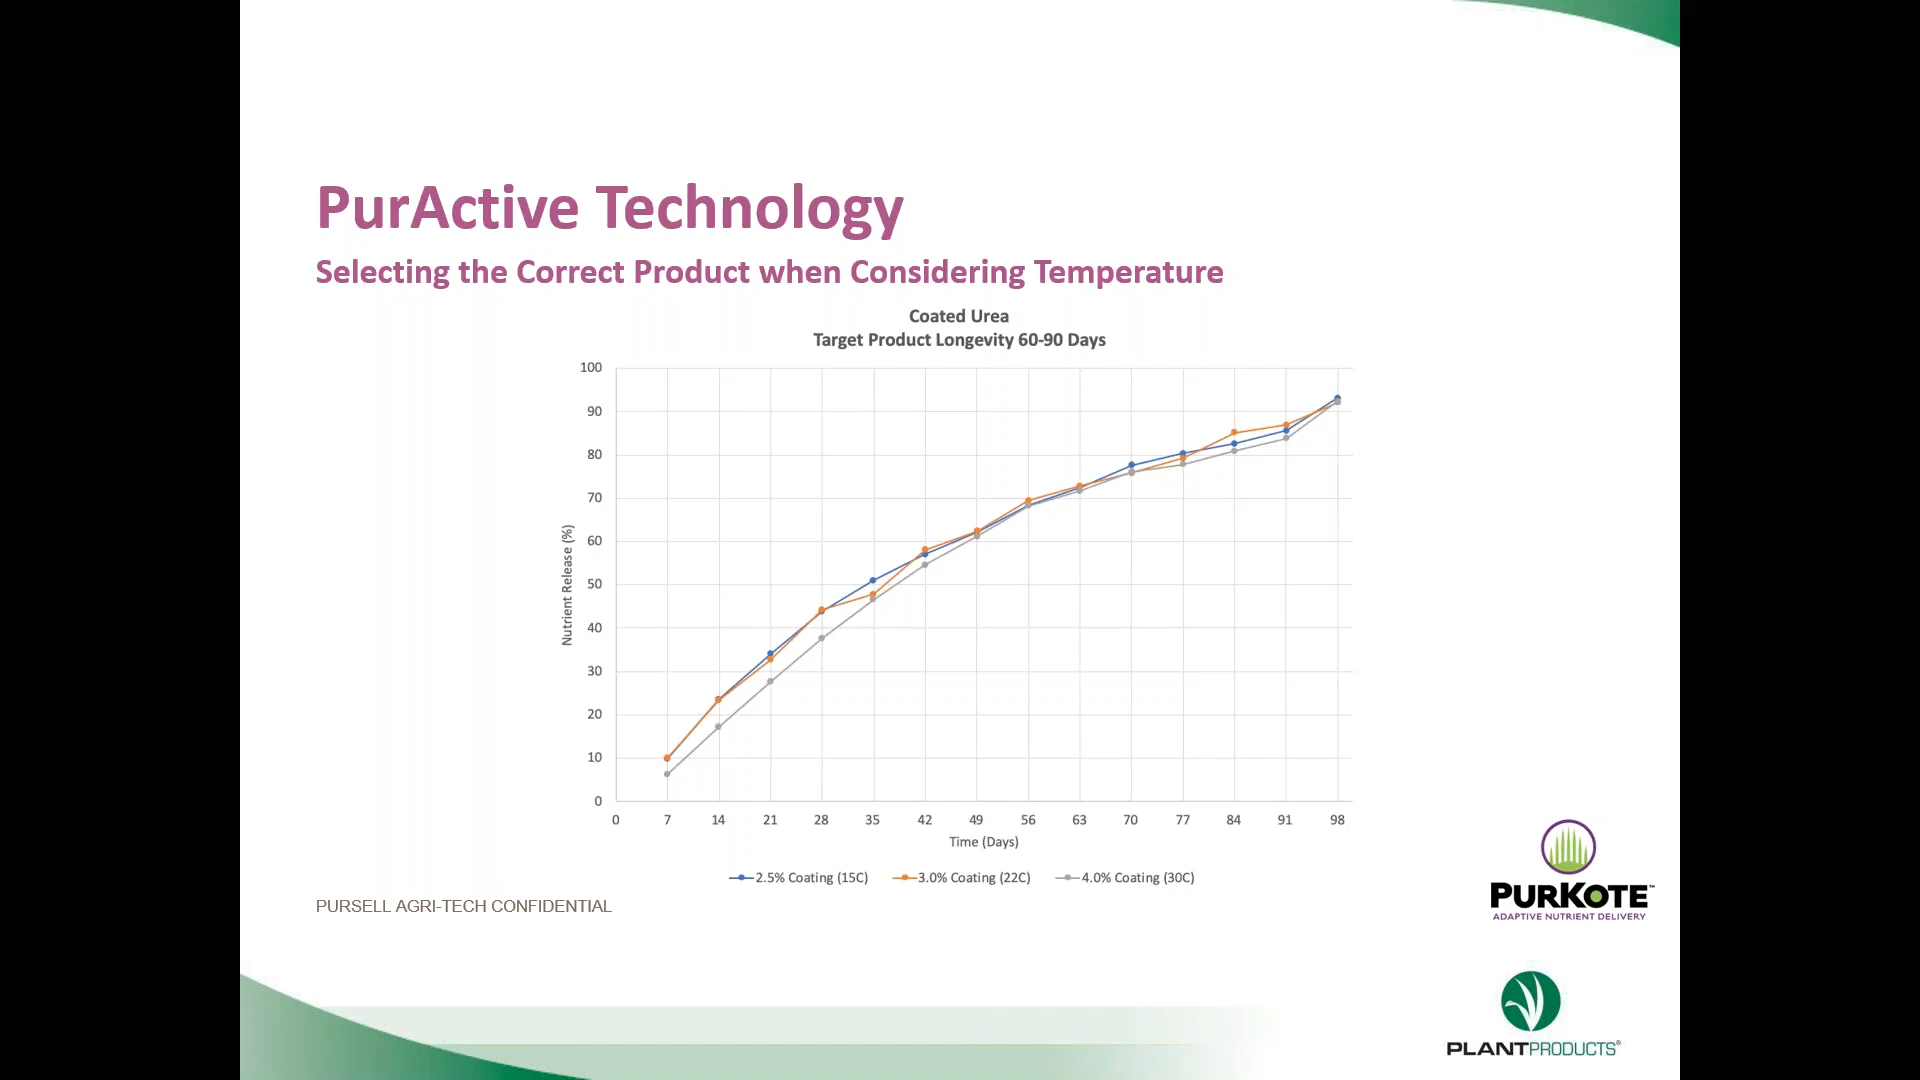 PurActive Technology
Selecting the Correct Product when Considering Temperature
Coated Urea
Target Product Longevity 60-90 Days
100
90
80
70
60
50
40
30
20
10
0
Nutrient Release (%)
0 7 14 21 28 35 42 49 56 63 70 77 84 91 98
Time (Days)
2.5% Coating (15C) 3.0% Coating (22C) 4.0% Coating (30C)
PURSELL AGRI-TECH CONFIDENTIAL
PURKOTE™
ADAPTIVE NUTRIENT DELIVERY
PLANTPRODUCTS®